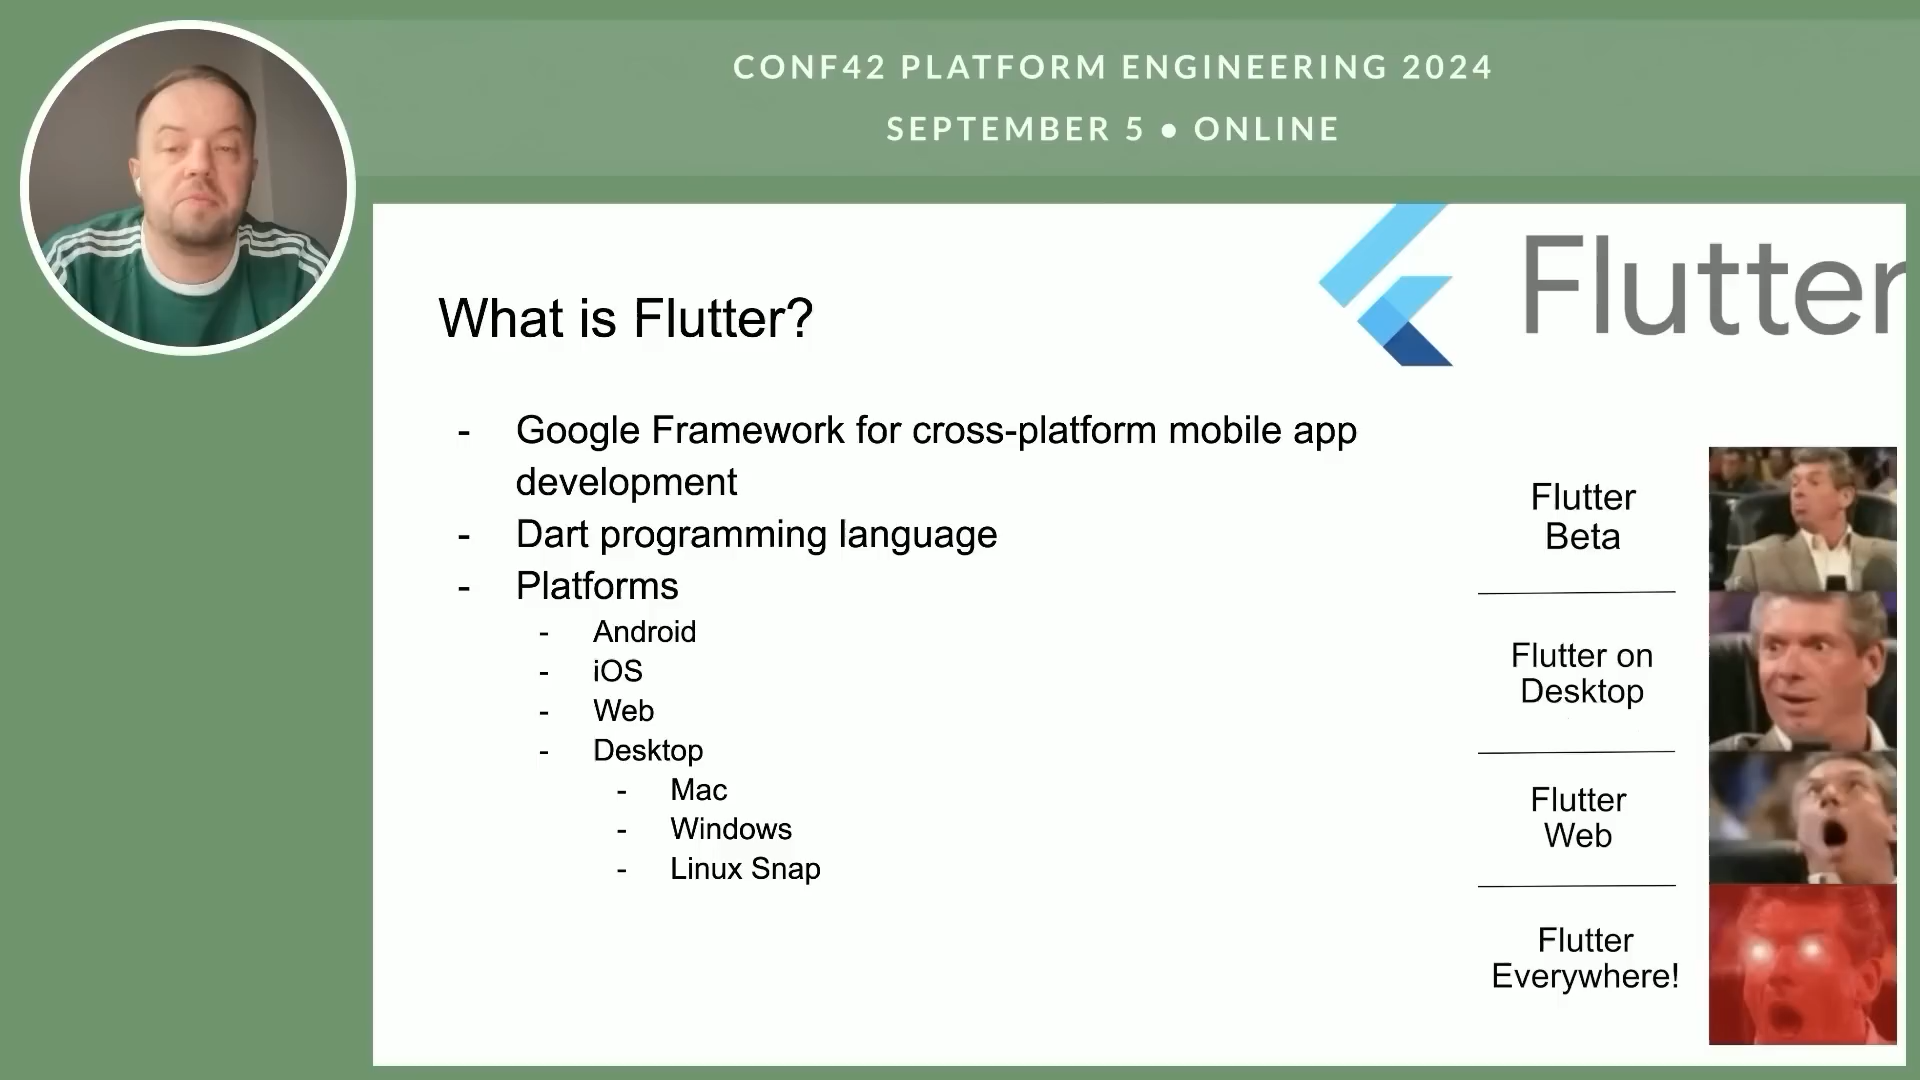 CONF42 PLATFORM ENGINEERING 2024
SEPTEMBER 5 ● ONLINE
Flutter
What is Flutter?
- Google Framework for cross-platform mobile app
development
- Dart programming language
- Platforms
- Android
- iOS
- Web
- Desktop
- Mac
- Windows
- Linux Snap
Flutter
Beta
Flutter on
Desktop
Flutter
Web
Flutter
Everywhere!